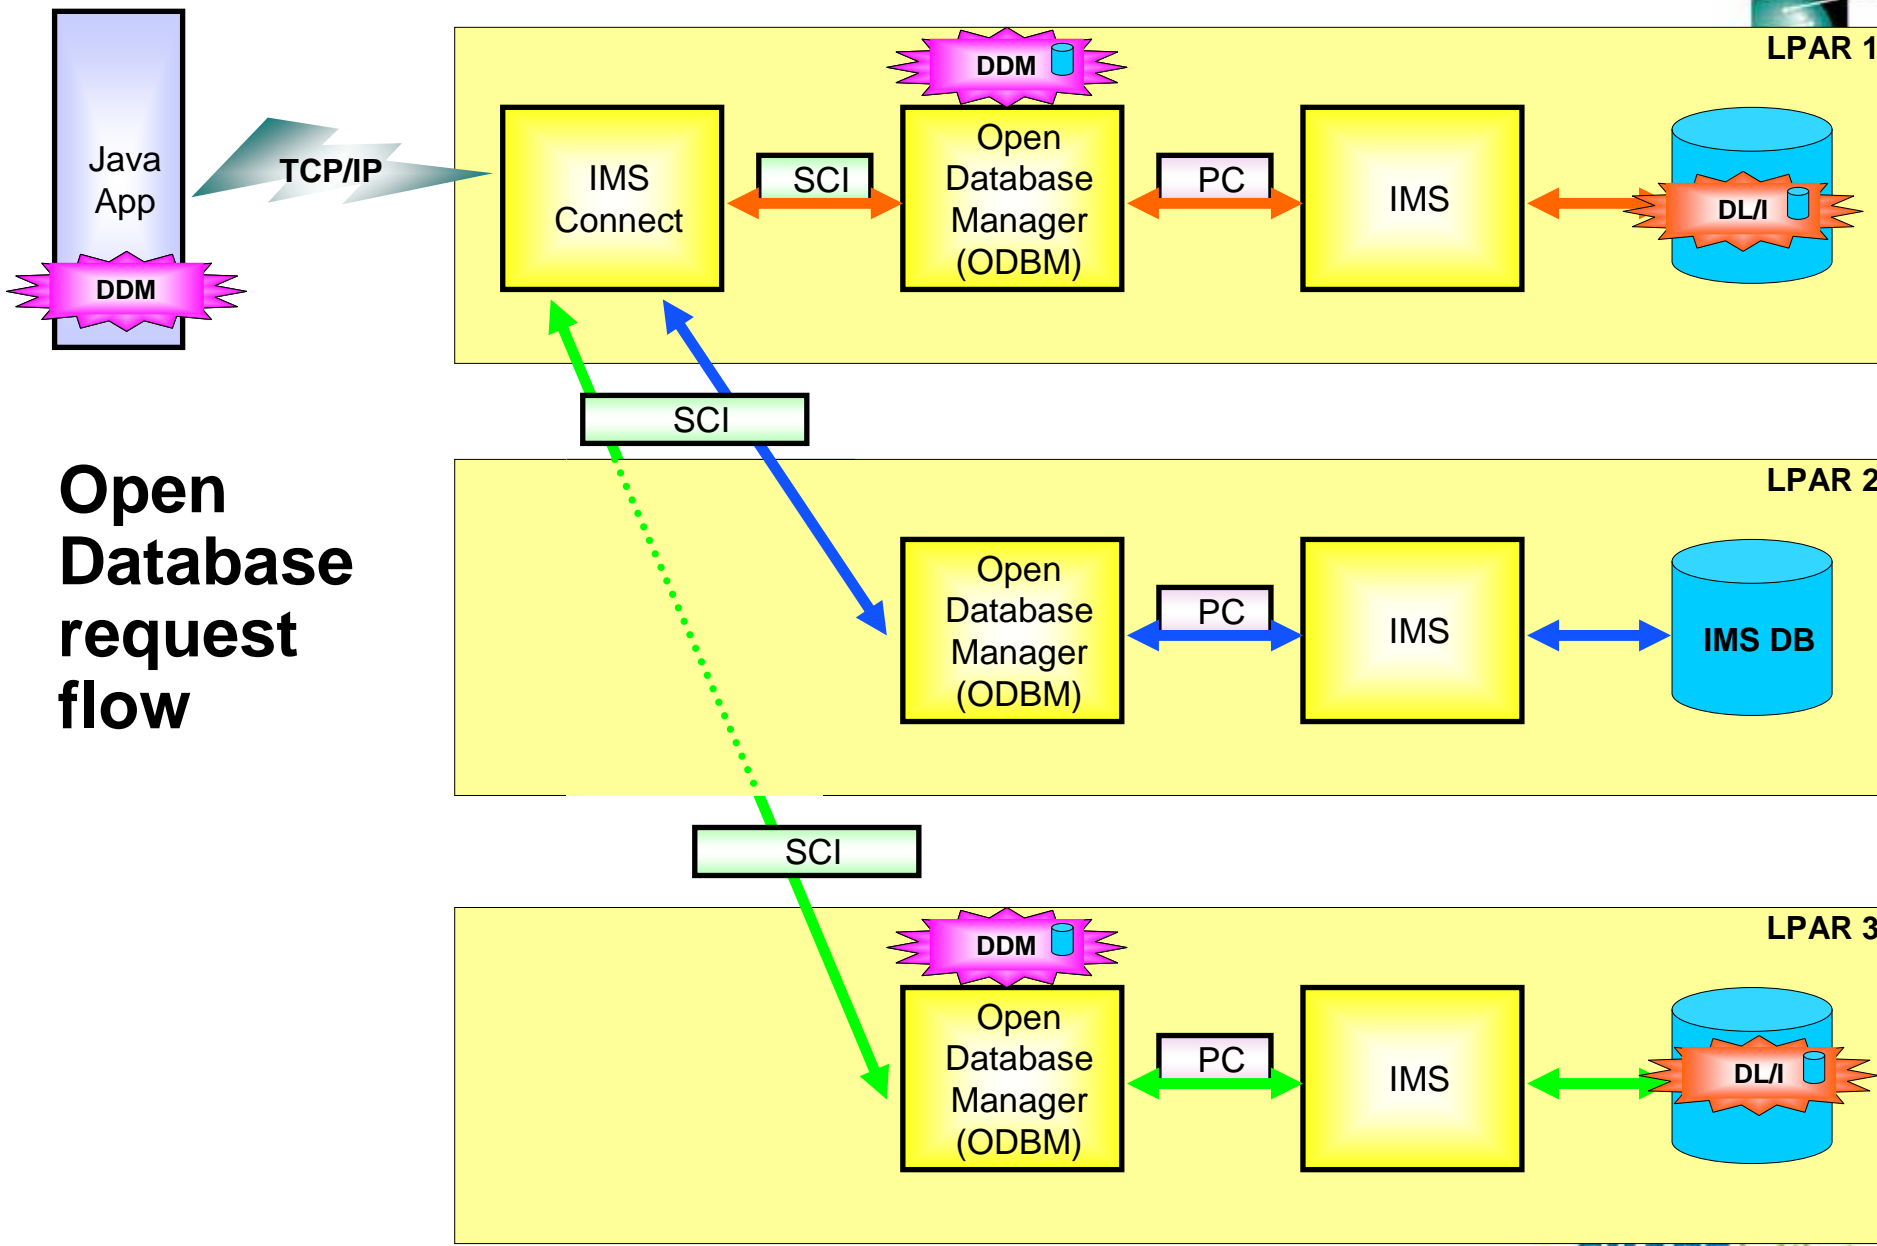 LPAR 1
DDM
Java
App
TCP/IP
IMS
Connect
SCI
Open
Database
Manager
(ODBM)
PC
IMS
DL/I
DDM
SCI
Open
Database
request
flow
LPAR 2
Open
Database
Manager
(ODBM)
PC
IMS
IMS DB
SCI
LPAR 3
DDM
Open
Database
Manager
(ODBM)
PC
IMS
DL/I